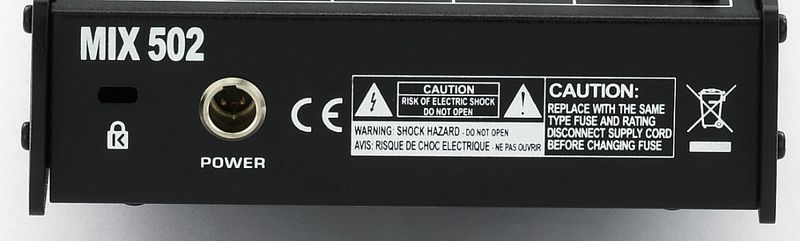 MIX 502
K
POWER
CE
CAUTION
RISK OF ELECTRIC SHOCK
DO NOT OPEN
WARNING: SHOCK HAZARD - DO NOT OPEN
AVIS: RISQUE DE CHOC ELECTRIQUE - NE PAS OUVRIR
CAUTION:
REPLACE WITH THE SAME
TYPE FUSE AND RATING
DISCONNECT SUPPLY CORD
BEFORE CHANGING FUSE